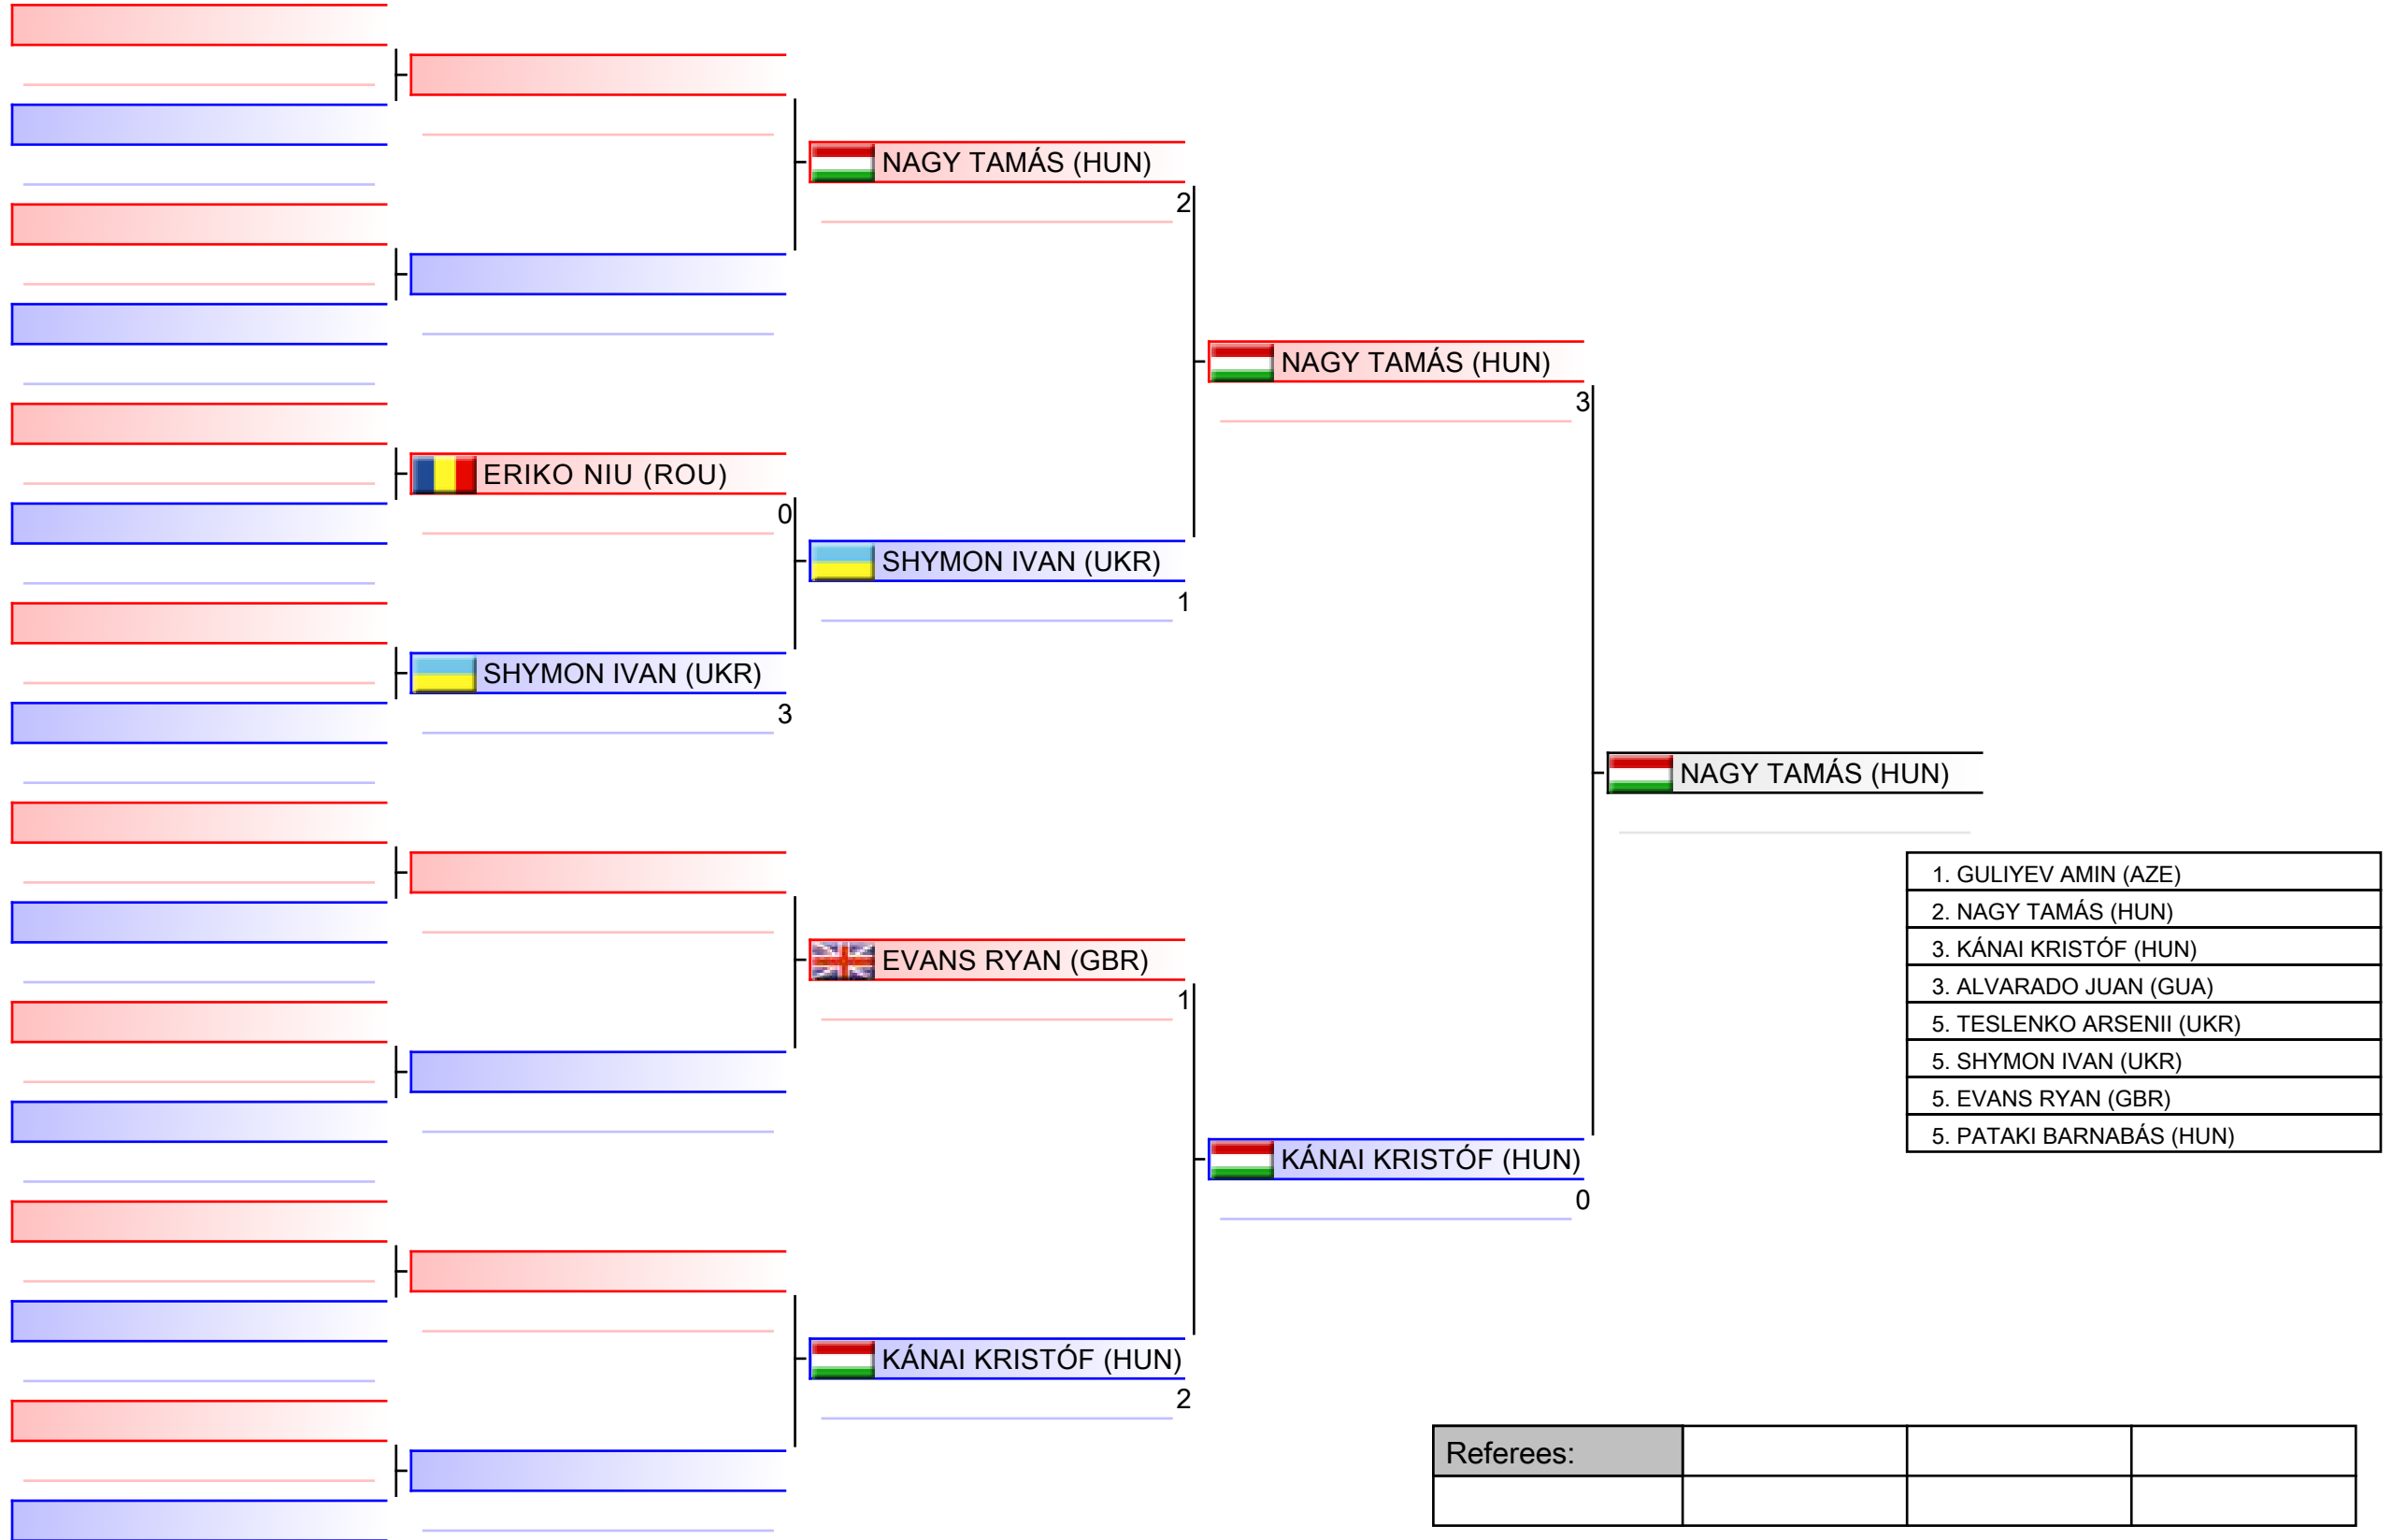 NAGY TAMÁS (HUN)
2
NAGY TAMÁS (HUN)
3
ERIKO NIU (ROU)
0
SHYMON IVAN (UKR)
1
SHYMON IVAN (UKR)
3
NAGY TAMÁS (HUN)
EVANS RYAN (GBR)
1
KÁNAI KRISTÓF (HUN)
0
KÁNAI KRISTÓF (HUN)
2
1. GULIYEV AMIN (AZE)
2. NAGY TAMÁS (HUN)
3. KÁNAI KRISTÓF (HUN)
3. ALVARADO JUAN (GUA)
5. TESLENKO ARSENII (UKR)
5. SHYMON IVAN (UKR)
5. EVANS RYAN (GBR)
5. PATAKI BARNABÁS (HUN)
Referees: